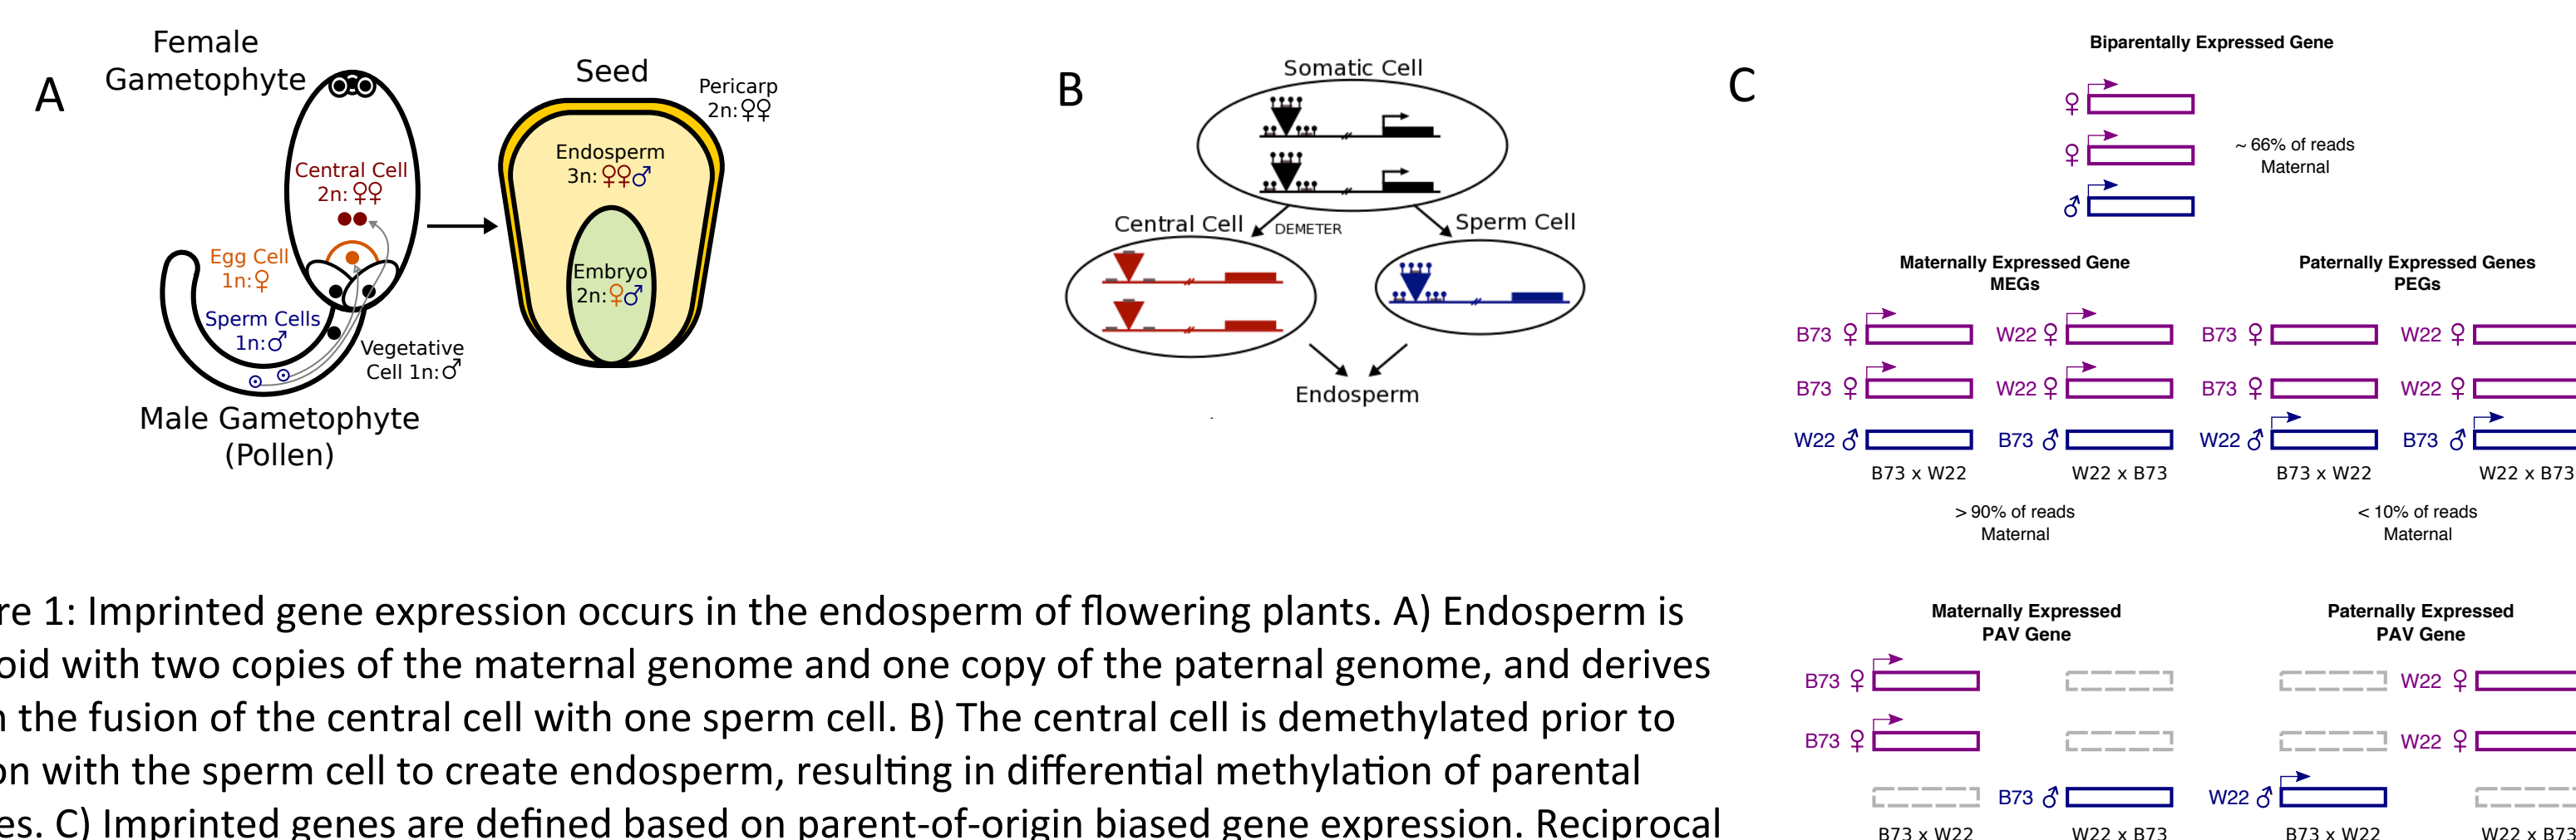 A
Female
Gametophyte
Central Cell
2n:♀♀
Egg Cell
1n:♀
Sperm Cells
1n:♂
Vegetative
Cell 1n:♂
Male Gametophyte
(Pollen)
Seed
Pericarp
2n:♀♀
Endosperm
3n:♀♀♂
Embryo
2n:♀♂
B
Somatic Cell
Central Cell
DEMETER
Sperm Cell
Endosperm
C
Biparentally Expressed Gene
♀
♀
~ 66% of reads
Maternal
♂
Maternally Expressed Gene
MEGs
Paternally Expressed Genes
PEGs
B73 ♀ W22 ♀ B73 ♀ W22 ♀
B73 ♀ W22 ♀ B73 ♀ W22 ♀
W22 ♂ B73 ♂ W22 ♂ B73 ♂
B73 x W22 W22 x B73 B73 x W22 W22 x B73
> 90% of reads
Maternal
< 10% of reads
Maternal
Maternally Expressed
PAV Gene
Paternally Expressed
PAV Gene
B73 ♀ W22 ♀
B73 ♀ W22 ♀
B73 ♂ W22 ♂
B73 x W22 W22 x B73 B73 x W22 W22 x B73
re 1: Imprinted gene expression occurs in the endosperm of flowering plants. A) Endosperm is
oid with two copies of the maternal genome and one copy of the paternal genome, and derives
the fusion of the central cell with one sperm cell. B) The central cell is demethylated prior to
on with the sperm cell to create endosperm, resulting in differential methylation of parental
es. C) Imprinted genes are defined based on parent-of-origin biased gene expression. Reciprocal